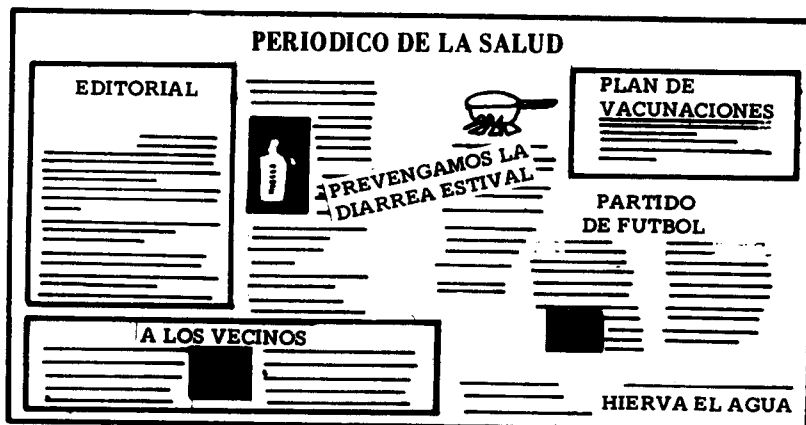 PERIODICO DE LA SALUD
EDITORIAL
PREVENGAMOS LA
DIARREA ESTIVAL
PLAN DE
VACUNACIONES
PARTIDO
DE FUTBOL
A LOS VECINOS
HIERVA EL AGUA